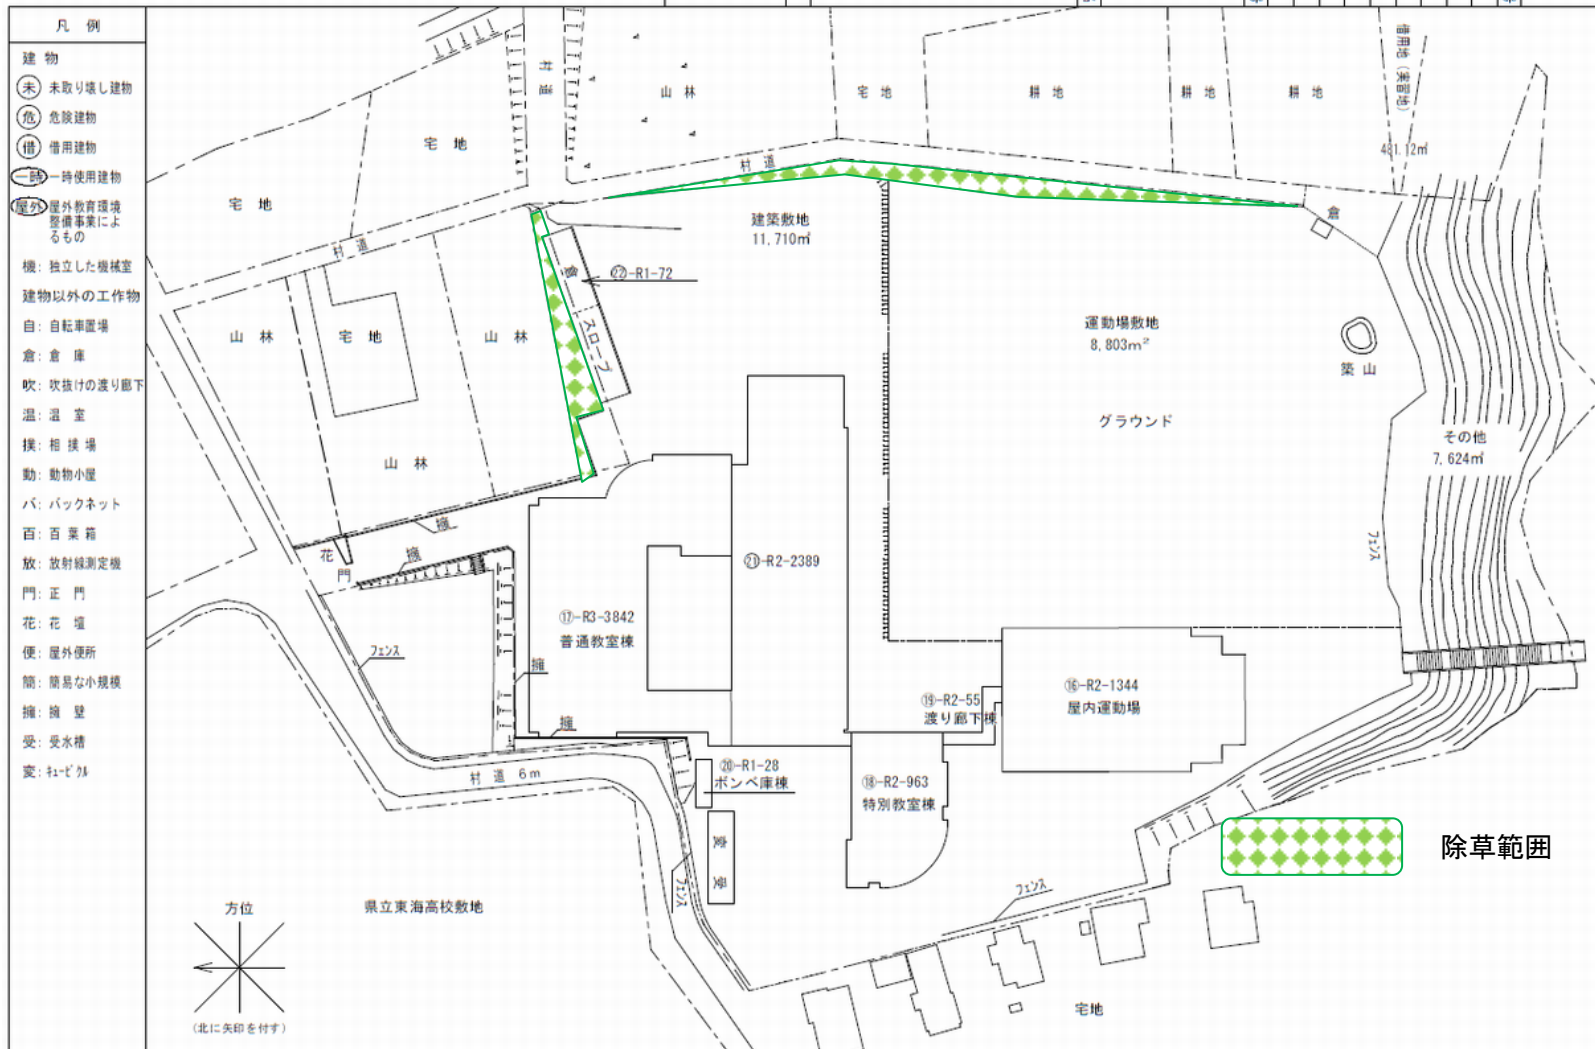 凡例
建物
未 未取り壊し建物
危 危険建物
借 借用建物
一時 一時使用建物
屋外 屋外教育環境
整備事業によ
るもの
機: 独立した機械室
建物以外の工作物
自: 自転車置場
倉: 倉庫
吹: 吹抜けの渡り廊下
温: 温室
撲: 相撲場
動: 動物小屋
バ: バックネット
百: 百葉箱
放: 放射線測定機
門: 正門
花: 花壇
便: 屋外便所
簡: 簡易な小規模
擁: 擁壁
受: 受水槽
変: キュービクル
方位
(北に矢印を付す)
村道
山林
宅地
耕地
耕地
耕地
借用地(実習地)
481.12㎡
宅地
宅地
村道
村道
倉
建築敷地
11,710㎡
倉
㉒-R1-72
スロープ
山林
宅地
山林
山林
運動場敷地
8,803m²
築山
グラウンド
その他
7,624㎡
フェンス
擁
花
門
擁
㉑-R2-2389
⑰-R3-3842
普通教室棟
フェンス
擁
擁
⑲-R2-55
渡り廊下棟
⑯-R2-1344
屋内運動場
村道 6m
⑳-R1-28
ボンベ庫棟
⑱-R2-963
特別教室棟
変
受
フェンス
フェンス
県立東海高校敷地
宅地
除草範囲